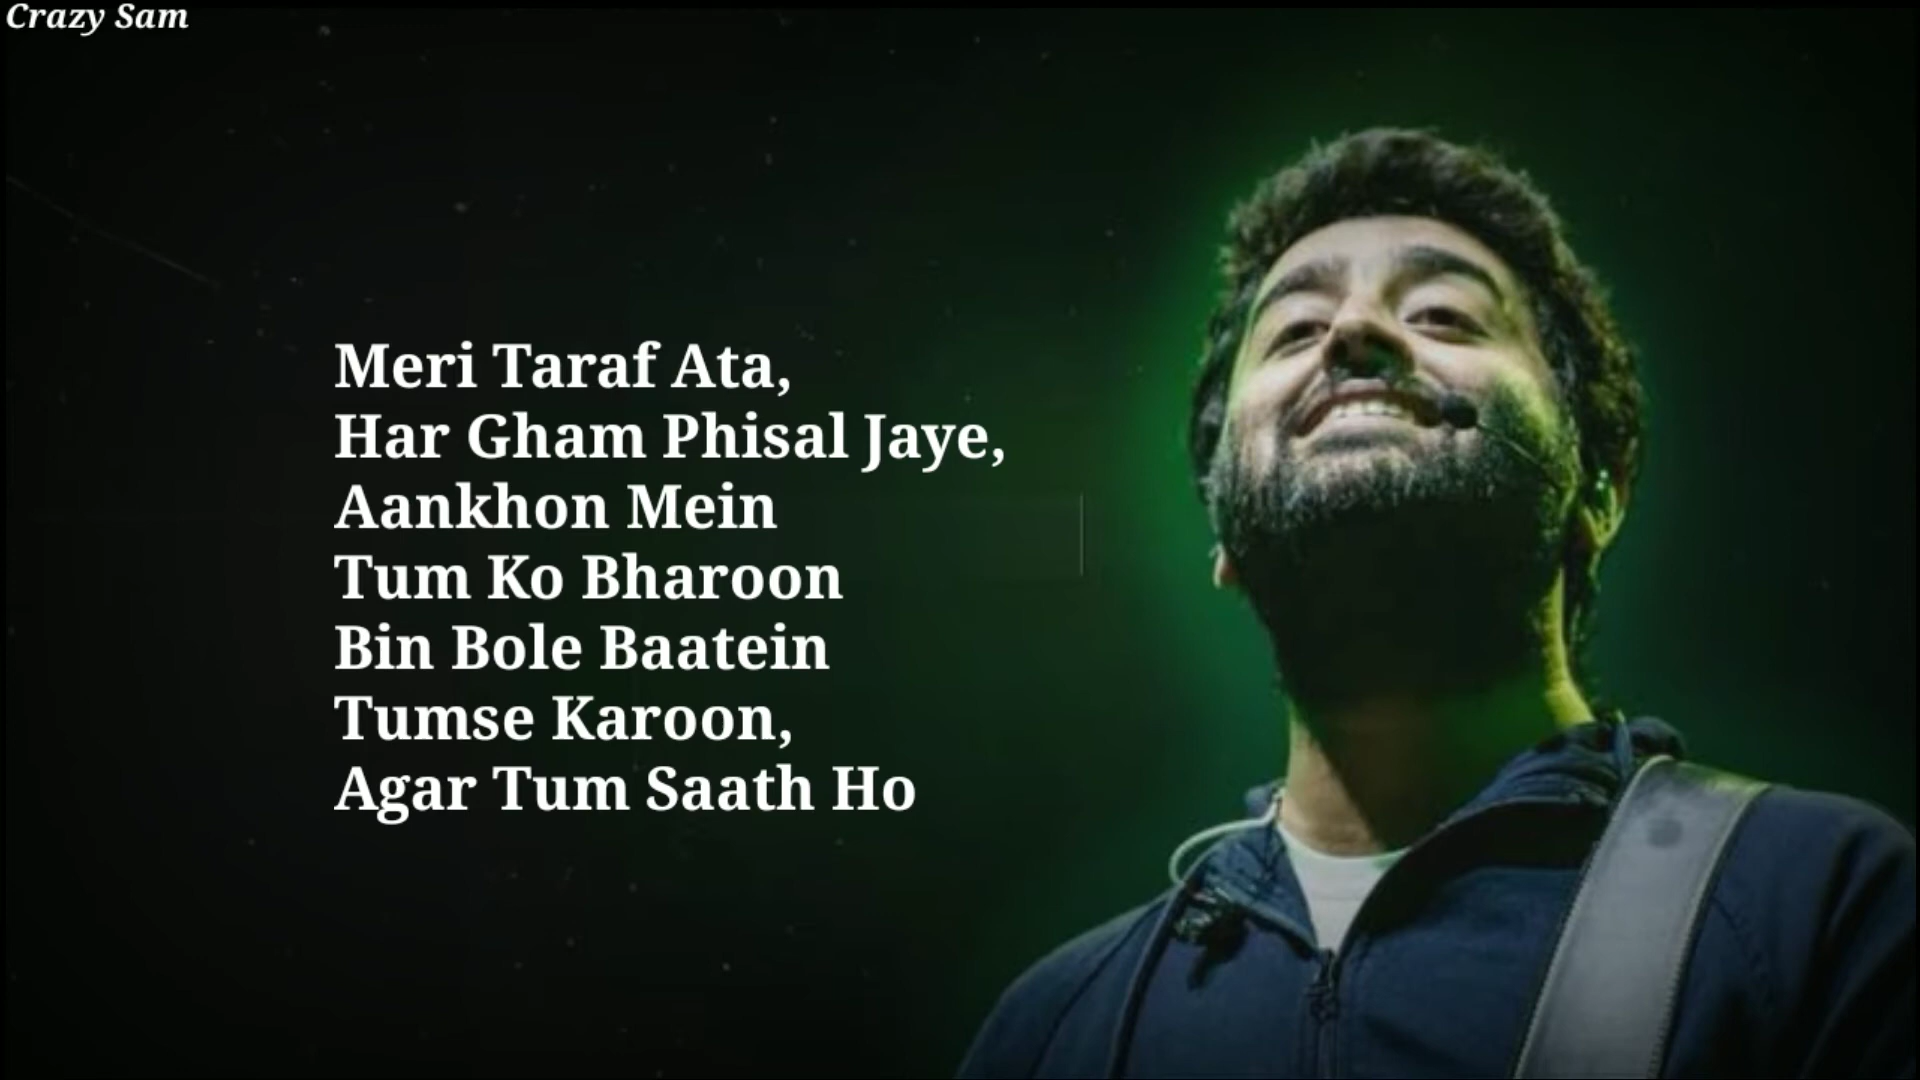 Crazy Sam
Meri Taraf Ata,
Har Gham Phisal Jaye,
Aankhon Mein
Tum Ko Bharoon
Bin Bole Baatein
Tumse Karoon,
Agar Tum Saath Ho